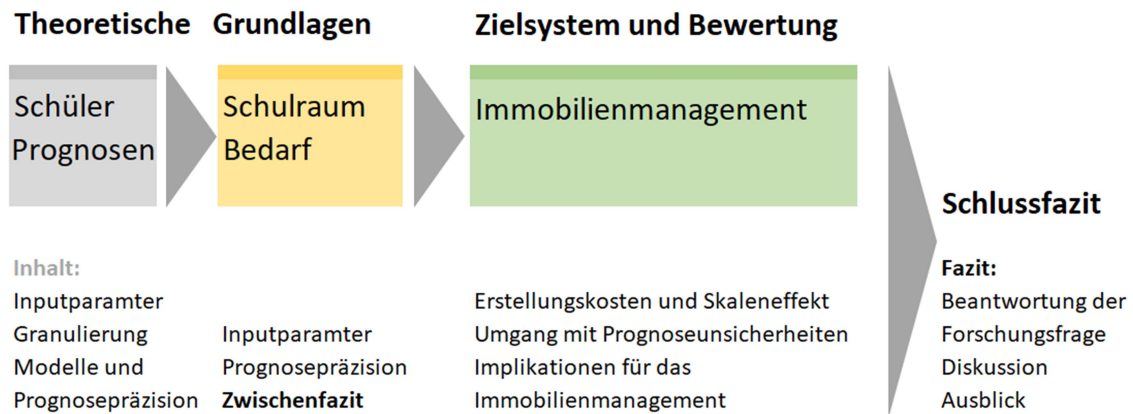 Theoretische Grundlagen
Zielsystem und Bewertung
Schüler
Prognosen
Schulraum
Bedarf
Immobilienmanagement
Schlussfazit
Inhalt:
Inputparamter
Granulierung
Modelle und
Prognosepräzision
Inputparamter
Prognosepräzision
Zwischenfazit
Erstellungskosten und Skaleneffekt
Umgang mit Prognoseunsicherheiten
Implikationen für das
Immobilienmanagement
Fazit:
Beantwortung der
Forschungsfrage
Diskussion
Ausblick